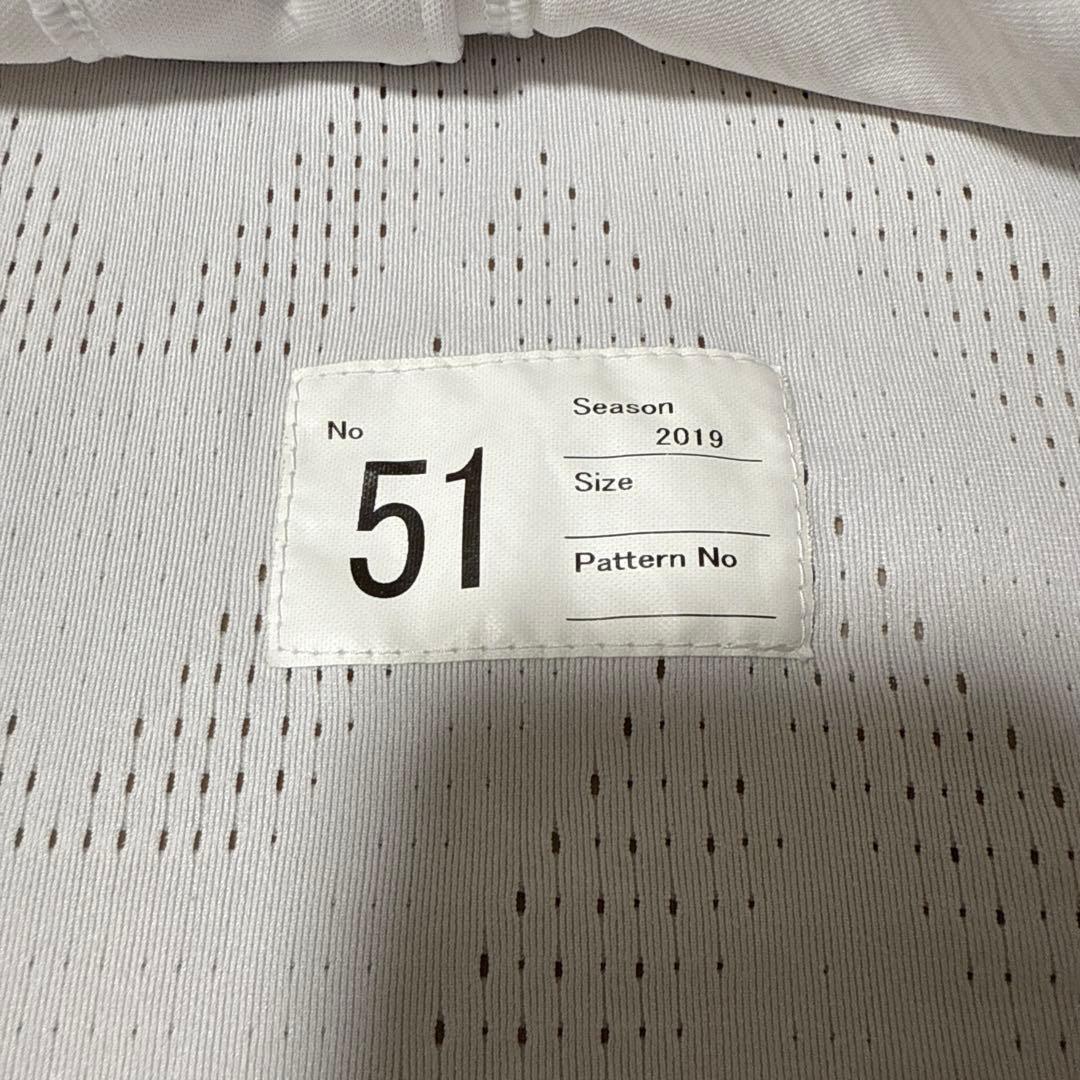 No
51
Season
2019
Size
Pattern No